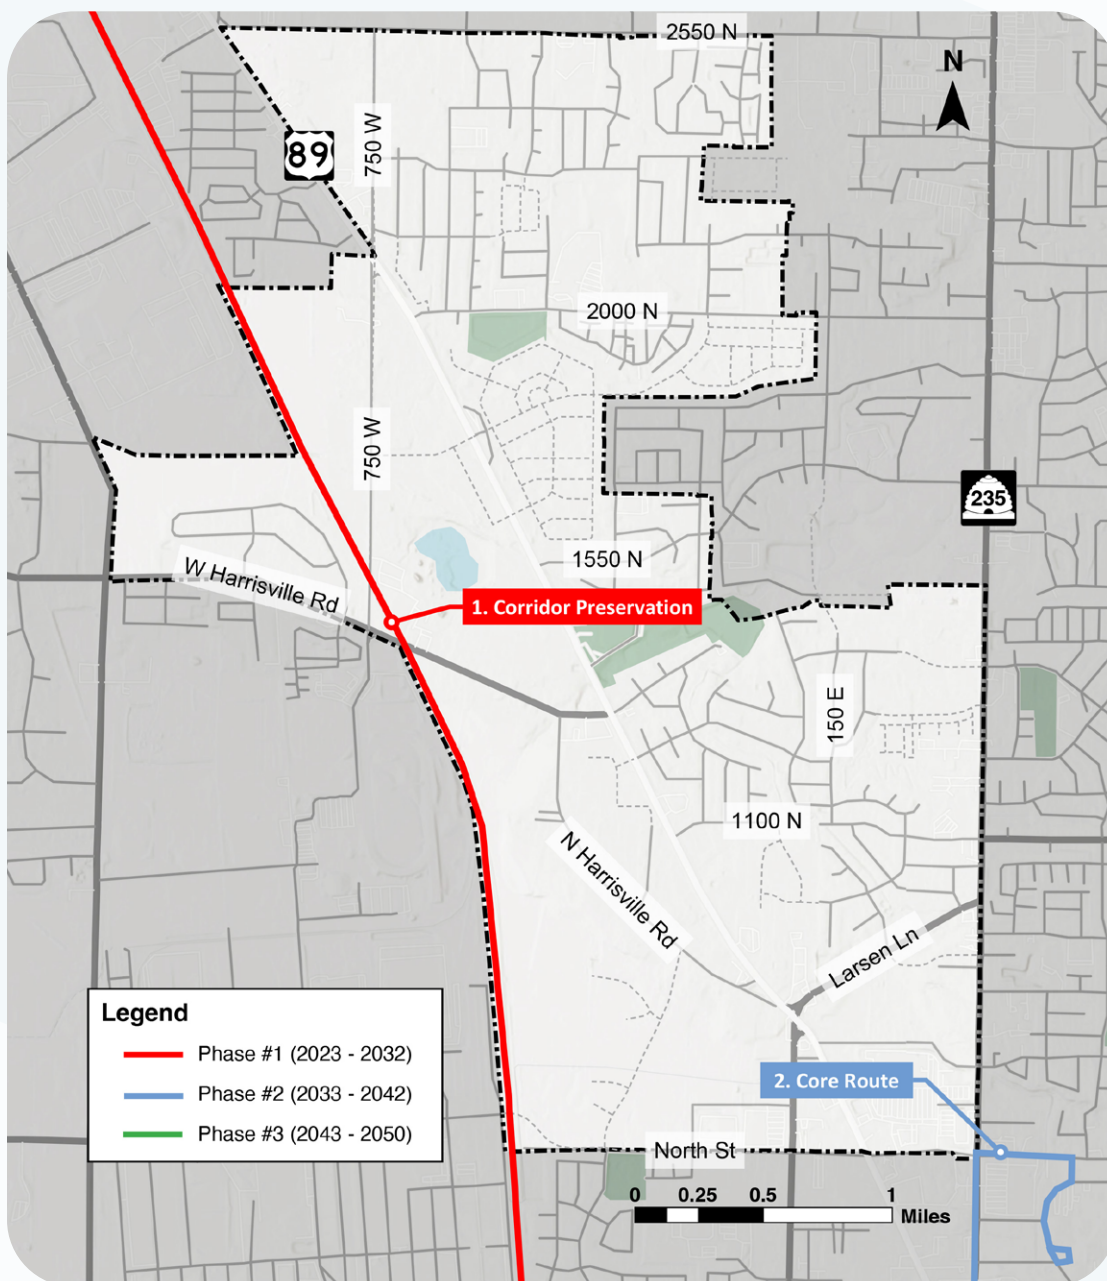 2550 N
N
89
750 W
2000 N
750 W
235
1550 N
W Harrisville Rd
1. Corridor Preservation
150 E
1100 N
N Harrisville Rd
Larsen Ln
Legend
Phase #1 (2023 - 2032)
Phase #2 (2033 - 2042)
Phase #3 (2043 - 2050)
2. Core Route
North St
0 0.25 0.5 1
Miles